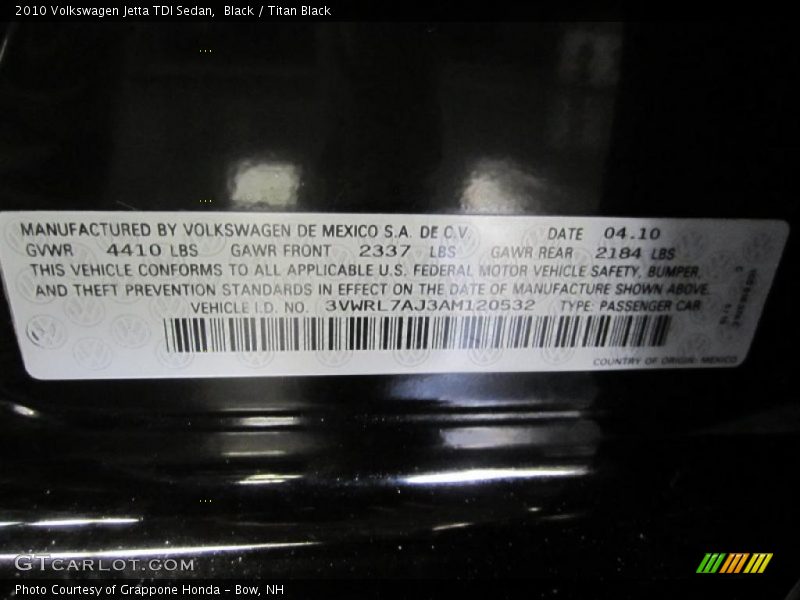 2010 Volkswagen Jetta TDI Sedan, Black / Titan Black
MANUFACTURED BY VOLKSWAGEN DE MEXICO S.A. DE C.V. DATE 04.10
GVWR 4410 LBS GAWR FRONT 2337 LBS GAWR REAR 2184 LBS
THIS VEHICLE CONFORMS TO ALL APPLICABLE U.S. FEDERAL MOTOR VEHICLE SAFETY, BUMPER,
AND THEFT PREVENTION STANDARDS IN EFFECT ON THE DATE OF MANUFACTURE SHOWN ABOVE.
VEHICLE I.D. NO. 3VWRL7AJ3AM120532 TYPE: PASSENGER CAR
COUNTRY OF ORIGIN: MEXICO
GTcarlot.com
Photo Courtesy of Grappone Honda - Bow, NH